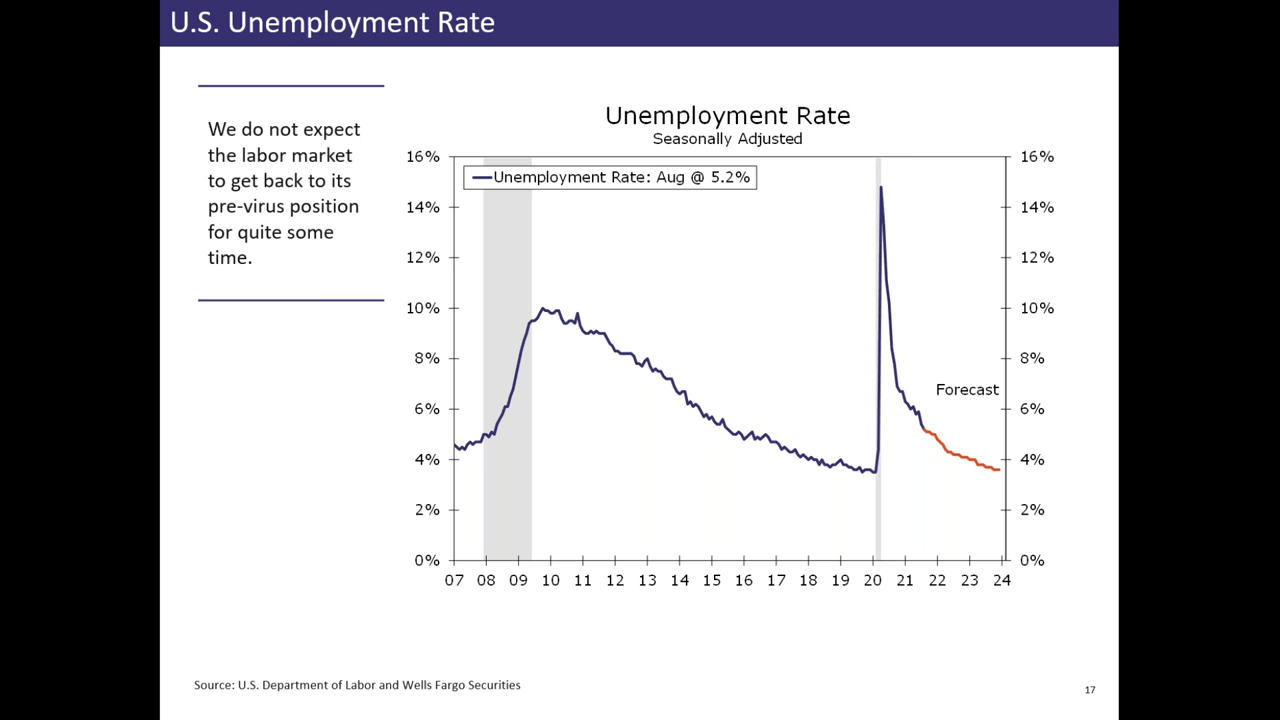 U.S. Unemployment Rate
We do not expect
the labor market
to get back to its
pre-virus position
for quite some
time.
Unemployment Rate
Seasonally Adjusted
Unemployment Rate: Aug @ 5.2%
16% 16%
14% 14%
12% 12%
10% 10%
8% 8%
Forecast
6% 6%
4% 4%
2% 2%
0% 0%
07 08 09 10 11 12 13 14 15 16 17 18 19 20 21 22 23 24
Source: U.S. Department of Labor and Wells Fargo Securities
17